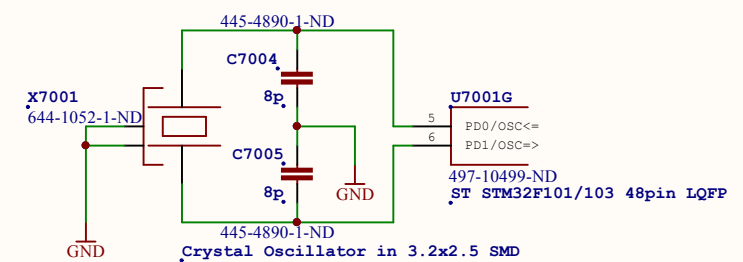 445-4890-1-ND
C7004
8p
X7001
644-1052-1-ND
U7001G
5 PD0/OSC<=
6 PD1/OSC=>
C7005
8p
GND
497-10499-ND
ST STM32F101/103 48pin LQFP
445-4890-1-ND
GND
Crystal Oscillator in 3.2x2.5 SMD